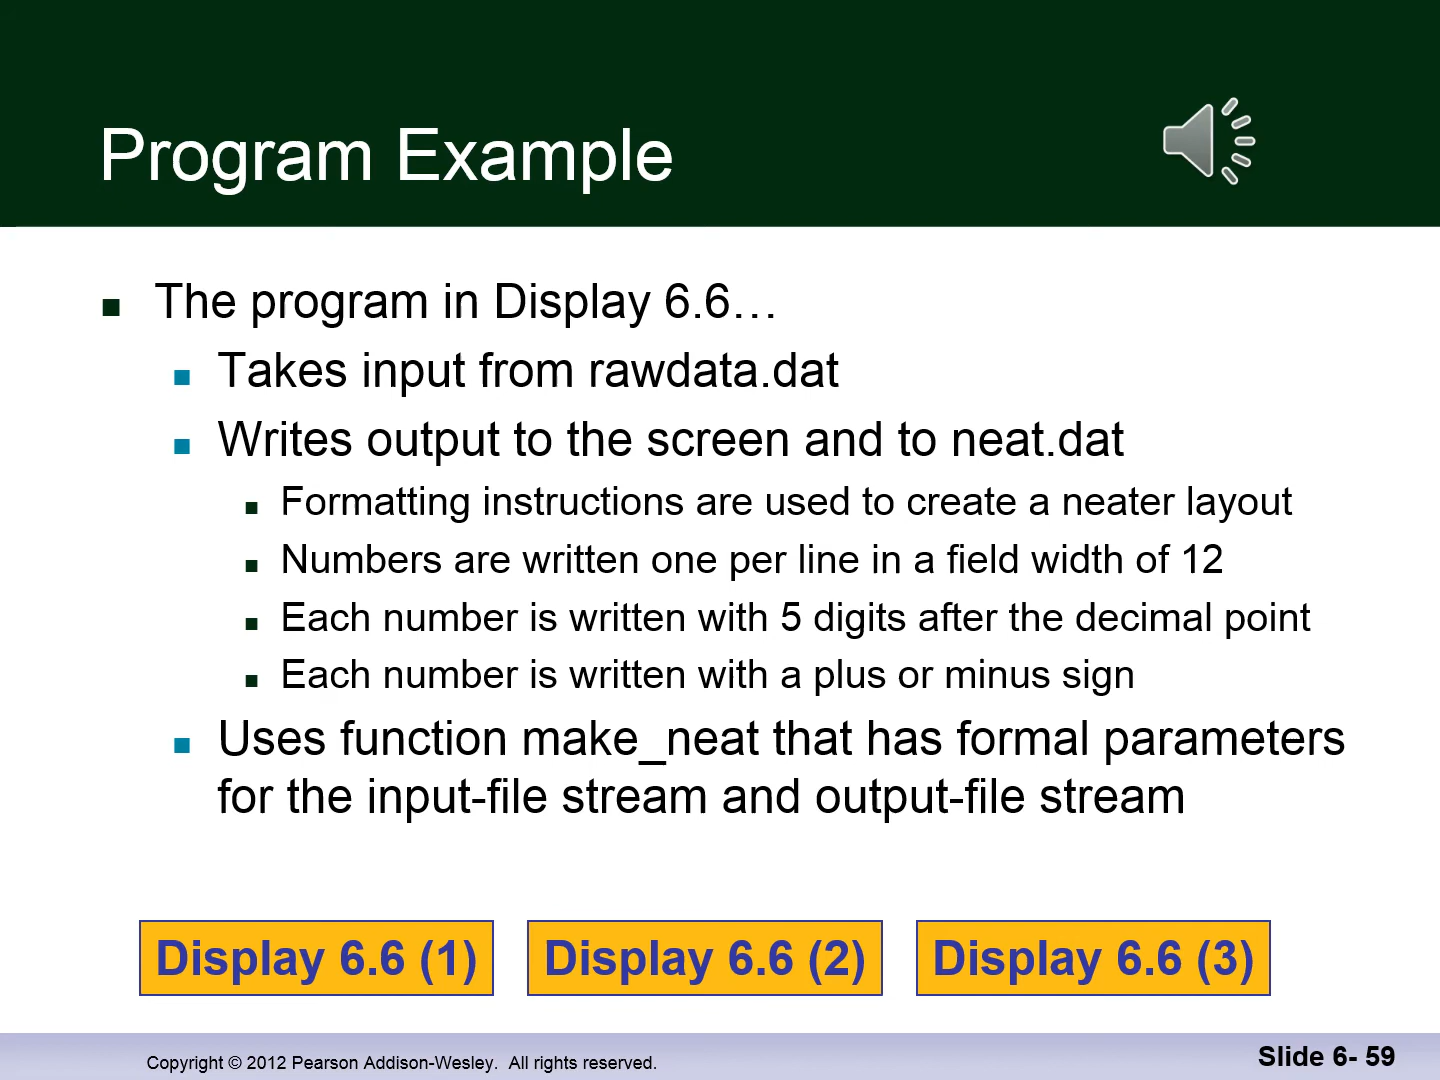 Program Example
The program in Display 6.6…
Takes input from rawdata.dat
Writes output to the screen and to neat.dat
Formatting instructions are used to create a neater layout
Numbers are written one per line in a field width of 12
Each number is written with 5 digits after the decimal point
Each number is written with a plus or minus sign
Uses function make_neat that has formal parameters
for the input-file stream and output-file stream
Display 6.6 (1)
Display 6.6 (2)
Display 6.6 (3)
Copyright © 2012 Pearson Addison-Wesley.  All rights reserved.
Slide 6- 59